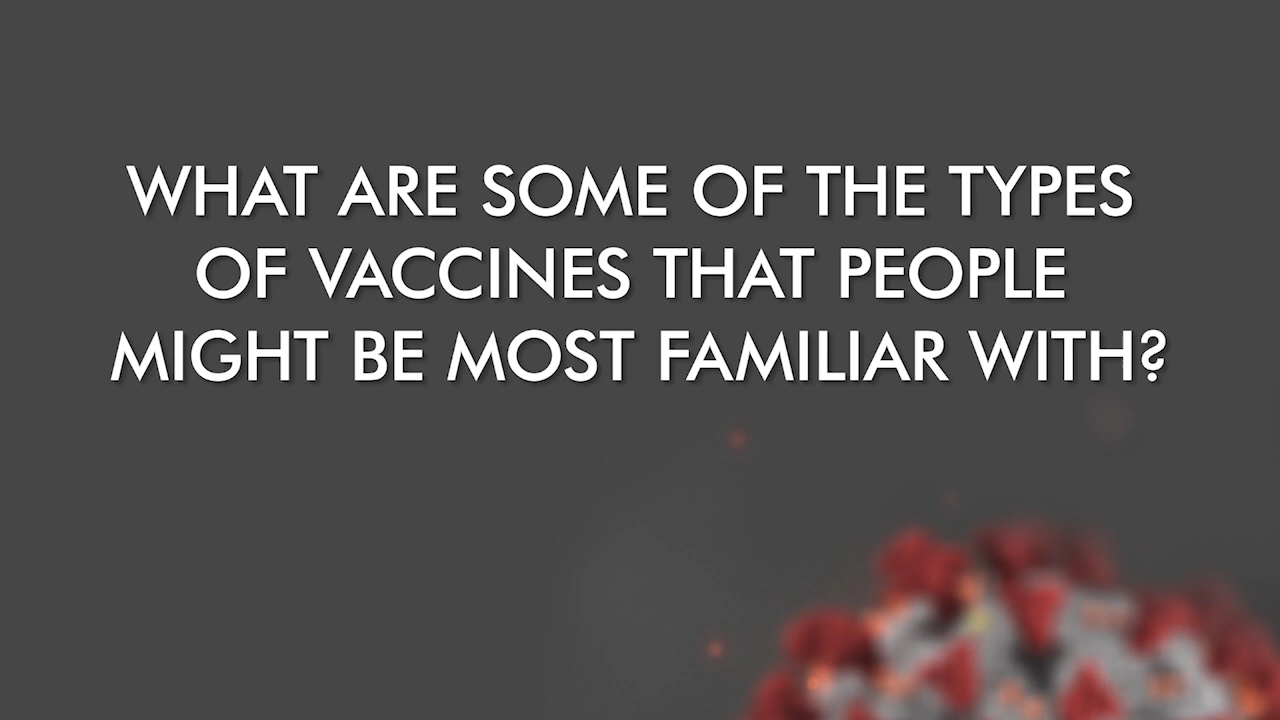 WHAT ARE SOME OF THE TYPES
OF VACCINES THAT PEOPLE
MIGHT BE MOST FAMILIAR WITH?